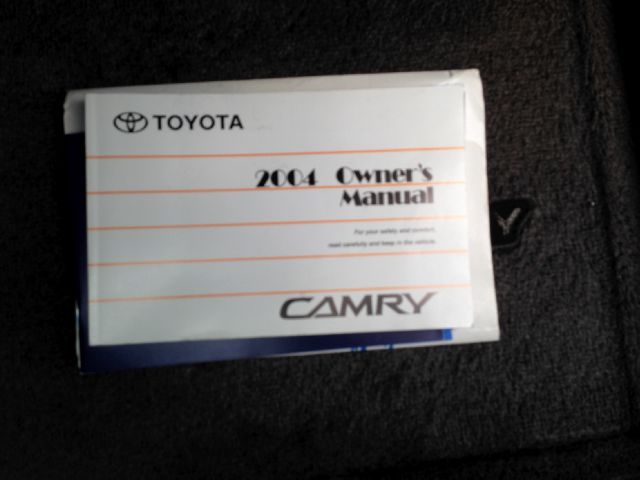 TOYOTA
2004 Owner's
Manual
For your safety and comfort,
read carefully and keep in the vehicle.
CAMRY